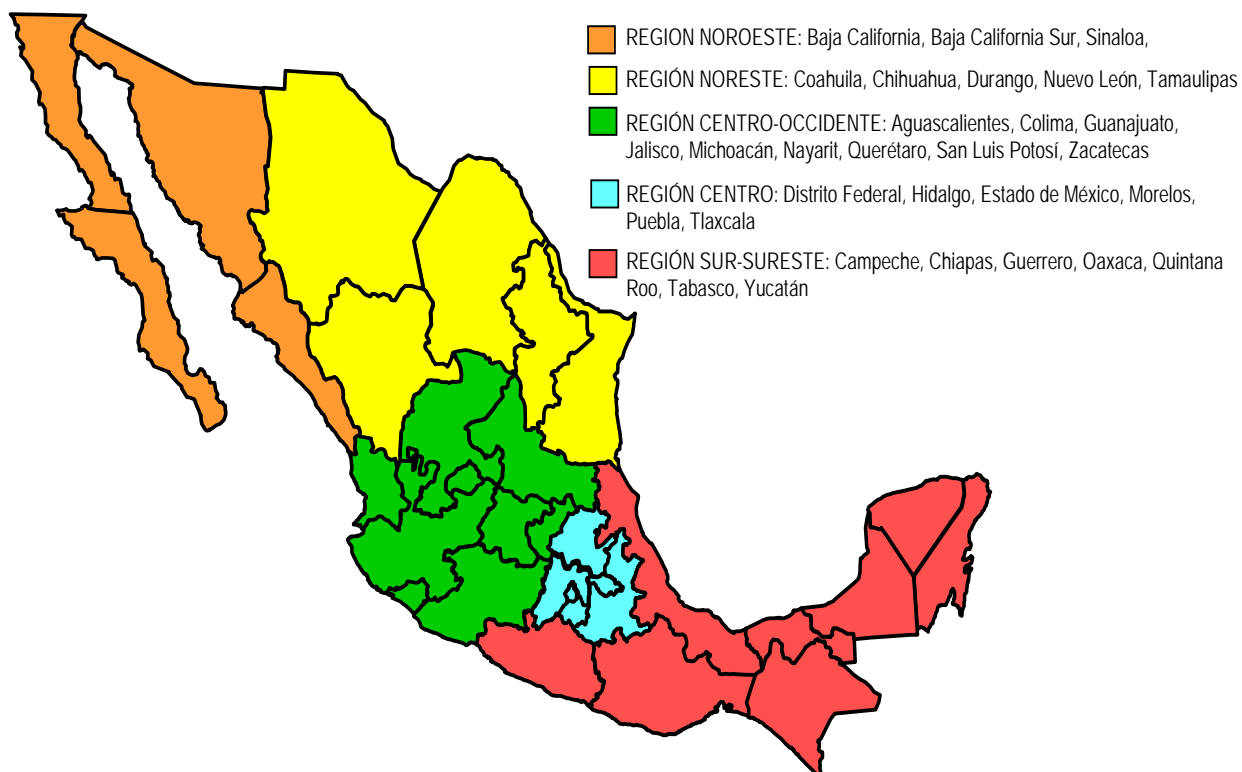 REGION NOROESTE: Baja California, Baja California Sur, Sinaloa,
REGIÓN NORESTE: Coahuila, Chihuahua, Durango, Nuevo León, Tamaulipas
REGIÓN CENTRO-OCCIDENTE: Aguascalientes, Colima, Guanajuato,
Jalisco, Michoacán, Nayarit, Querétaro, San Luis Potosí, Zacatecas
REGIÓN CENTRO: Distrito Federal, Hidalgo, Estado de México, Morelos,
Puebla, Tlaxcala
REGIÓN SUR-SURESTE: Campeche, Chiapas, Guerrero, Oaxaca, Quintana
Roo, Tabasco, Yucatán